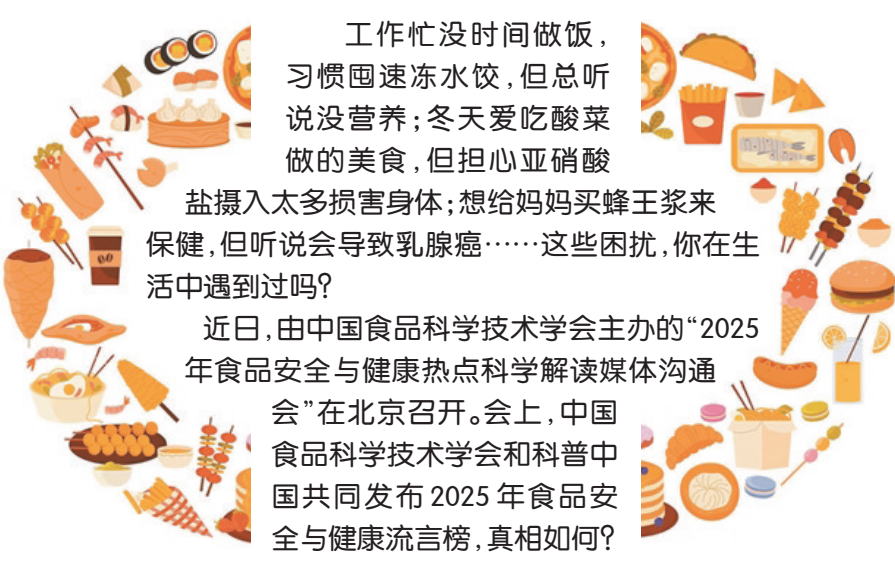 工作忙没时间做饭，
习惯囤速冻水饺，但总听
说没营养；冬天爱吃酸菜
做的美食，但担心亚硝酸
盐摄入太多损害身体；想给妈妈买蜂王浆来
保健，但听说会导致乳腺癌……这些困扰，你在生
活中遇到过吗？
近日，由中国食品科学技术学会主办的“2025
年食品安全与健康热点科学解读媒体沟通
会”在北京召开。会上，中国
食品科学技术学会和科普中
国共同发布2025年食品安
全与健康流言榜，真相如何？